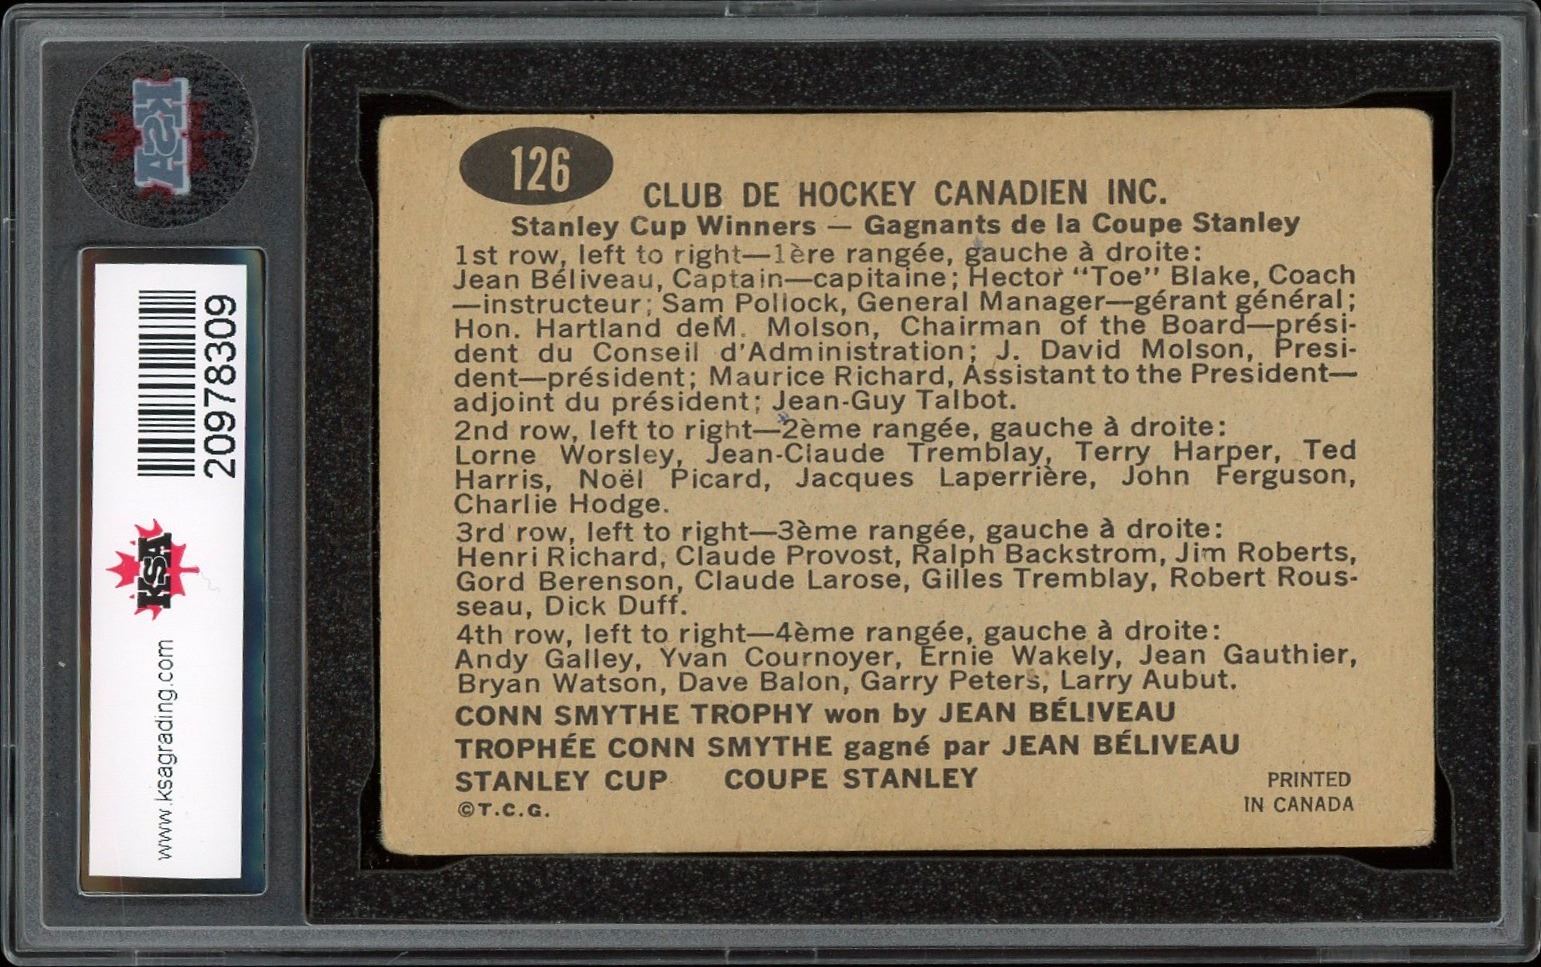 KSA
20978309
KSA
www.ksagrading.com
126
CLUB DE HOCKEY CANADIEN INC.
Stanley Cup Winners — Gagnants de la Coupe Stanley
1st row, left to right—1ère rangée, gauche à droite:
Jean Béliveau, Captain—capitaine; Hector "Toe" Blake, Coach
—instructeur; Sam Pollock, General Manager—gérant général;
Hon. Hartland deM. Molson, Chairman of the Board—prési-
dent du Conseil d'Administration; J. David Molson, Presi-
dent—président; Maurice Richard, Assistant to the President—
adjoint du président; Jean-Guy Talbot.
2nd row, left to right—2ème rangée, gauche à droite:
Lorne Worsley, Jean-Claude Tremblay, Terry Harper, Ted
Harris, Noël Picard, Jacques Laperrière, John Ferguson,
Charlie Hodge.
3rd row, left to right—3ème rangée, gauche à droite:
Henri Richard, Claude Provost, Ralph Backstrom, Jim Roberts,
Gord Berenson, Claude Larose, Gilles Tremblay, Robert Rous-
seau, Dick Duff.
4th row, left to right—4ème rangée, gauche à droite:
Andy Galley, Yvan Cournoyer, Ernie Wakely, Jean Gauthier,
Bryan Watson, Dave Balon, Garry Peters, Larry Aubut.
CONN SMYTHE TROPHY won by JEAN BÉLIVEAU
TROPHÉE CONN SMYTHE gagné par JEAN BÉLIVEAU
STANLEY CUP COUPE STANLEY
©T.C.G.
PRINTED
IN CANADA